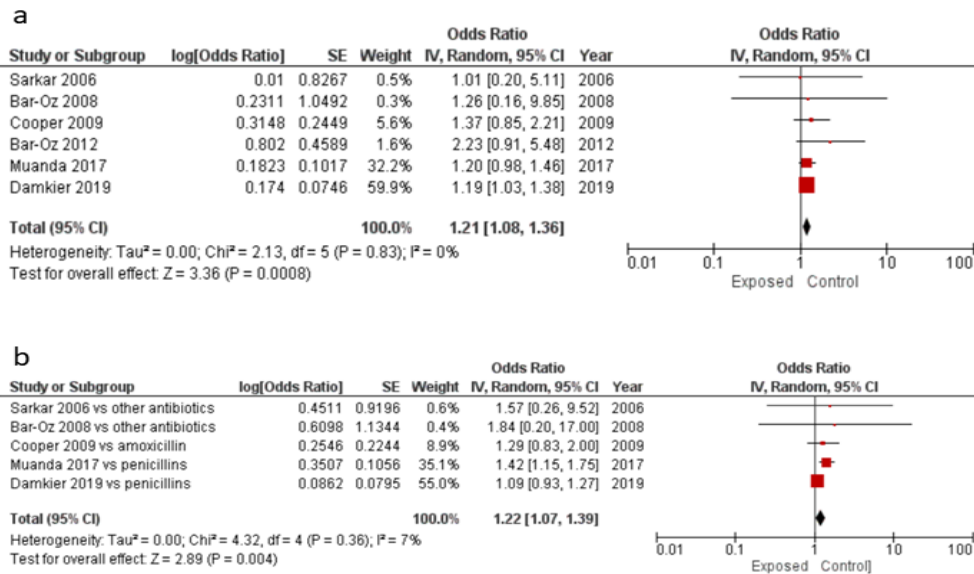 a
Odds Ratio Odds Ratio
Study or Subgroup log[Odds Ratio] SE Weight IV, Random, 95% CI Year IV, Random, 95% CI
Sarkar 2006 0.01 0.8267 0.5% 1.01 [0.20, 5.11] 2006
Bar-Oz 2008 0.2311 1.0492 0.3% 1.26 [0.16, 9.85] 2008
Cooper 2009 0.3148 0.2449 5.6% 1.37 [0.85, 2.21] 2009
Bar-Oz 2012 0.802 0.4589 1.6% 2.23 [0.91, 5.48] 2012
Muanda 2017 0.1823 0.1017 32.2% 1.20 [0.98, 1.46] 2017
Damkier 2019 0.174 0.0746 59.9% 1.19 [1.03, 1.38] 2019
Total (95% CI) 100.0% 1.21 [1.08, 1.36]
Heterogeneity: Tau² = 0.00; Chi² = 2.13, df = 5 (P = 0.83); I² = 0%
Test for overall effect: Z = 3.36 (P = 0.0008)
0.01 0.1 1 10 100
Exposed Control
b
Odds Ratio Odds Ratio
Study or Subgroup log[Odds Ratio] SE Weight IV, Random, 95% CI Year IV, Random, 95% CI
Sarkar 2006 vs other antibiotics 0.4511 0.9196 0.6% 1.57 [0.26, 9.52] 2006
Bar-Oz 2008 vs other antibiotics 0.6098 1.1344 0.4% 1.84 [0.20, 17.00] 2008
Cooper 2009 vs amoxicillin 0.2546 0.2244 8.9% 1.29 [0.83, 2.00] 2009
Muanda 2017 vs penicillins 0.3507 0.1056 35.1% 1.42 [1.15, 1.75] 2017
Damkier 2019 vs penicillins 0.0862 0.0795 55.0% 1.09 [0.93, 1.27] 2019
Total (95% CI) 100.0% 1.22 [1.07, 1.39]
Heterogeneity: Tau² = 0.00; Chi² = 4.32, df = 4 (P = 0.36); I² = 7%
Test for overall effect: Z = 2.89 (P = 0.004)
0.01 0.1 1 10 100
Exposed Control]